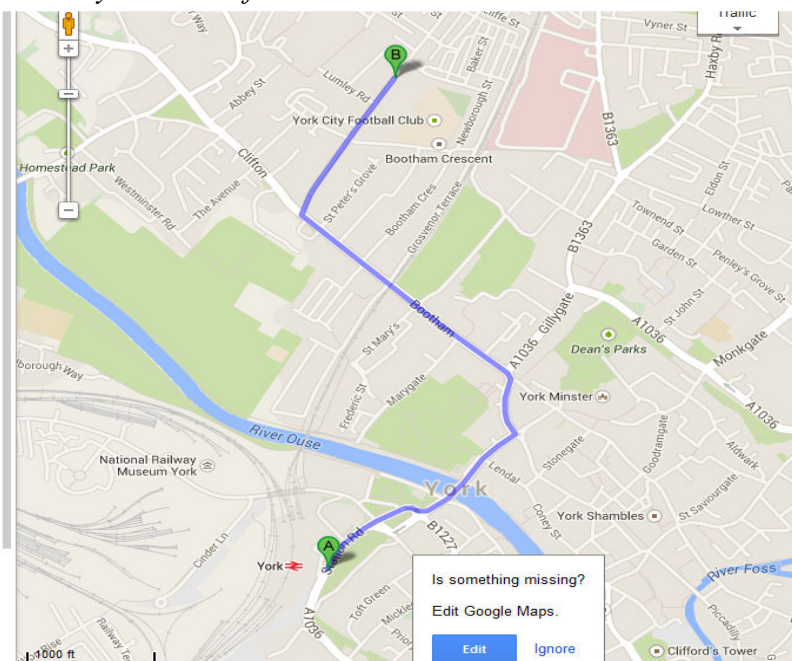 Traffic
Vyner St
Haxby R
Baker St
Lumley Rd
Abbey St
Newborough St
York City Football Club
Bootham Crescent
B1363
Homestead Park
Clifton
Westminster Rd
The Avenue
St Peter's Grove
Bootham Cres
Grosvenor Terrace
Eldon St
Lowther St
Townend St
Garden St
B1363
Penley's Grove St
Bootham
Gillygate
A1036
St John St
A1036
Dean's Parks
Monkgate
St Mary's
Marygate
Frederic St
York Minster
A1036
River Ouse
Stonegate
Goodramgate
Aldwark
National Railway
Museum York
Lendal
York
Coney St
St Saviourgate
York Shambles
B1227
Cinder Ln
Station Rd
A
B
York
Toft Green
A1036
River Foss
Piccadilly
Is something missing?
Edit Google Maps.
Edit
Ignore
Clifford's Tower
1000 ft